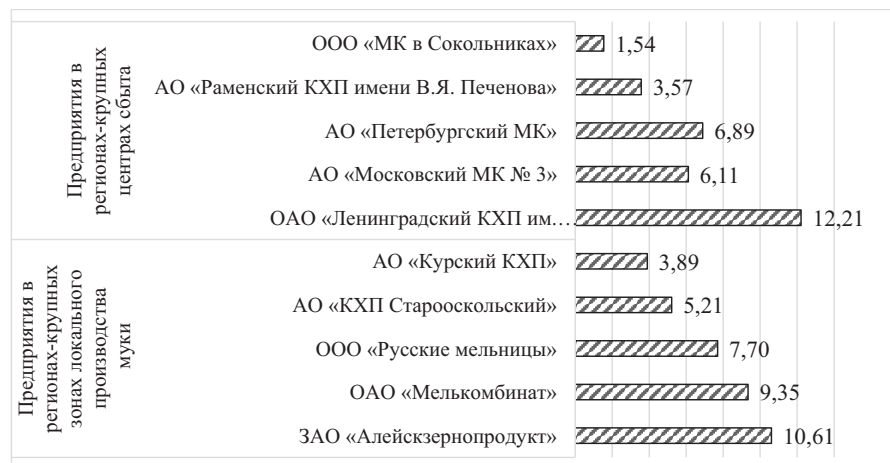 Предприятия в
регионах-крупных
центрах сбыта
ООО «МК в Сокольниках» 1,54
АО «Раменский КХП имени В.Я. Печенова» 3,57
АО «Петербургский МК» 6,89
АО «Московский МК № 3» 6,11
ОАО «Ленинградский КХП им.… 12,21
Предприятия в
регионах-крупных
зонах локального
производства
муки
АО «Курский КХП» 3,89
АО «КХП Старооскольский» 5,21
ООО «Русские мельницы» 7,70
ОАО «Мелькомбинат» 9,35
ЗАО «Алейскзернопродукт» 10,61